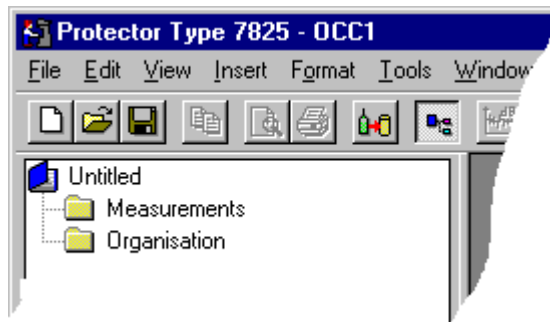 Protector Type 7825 - OCC1
File Edit View Insert Format Tools Window
Untitled
Measurements
Organisation